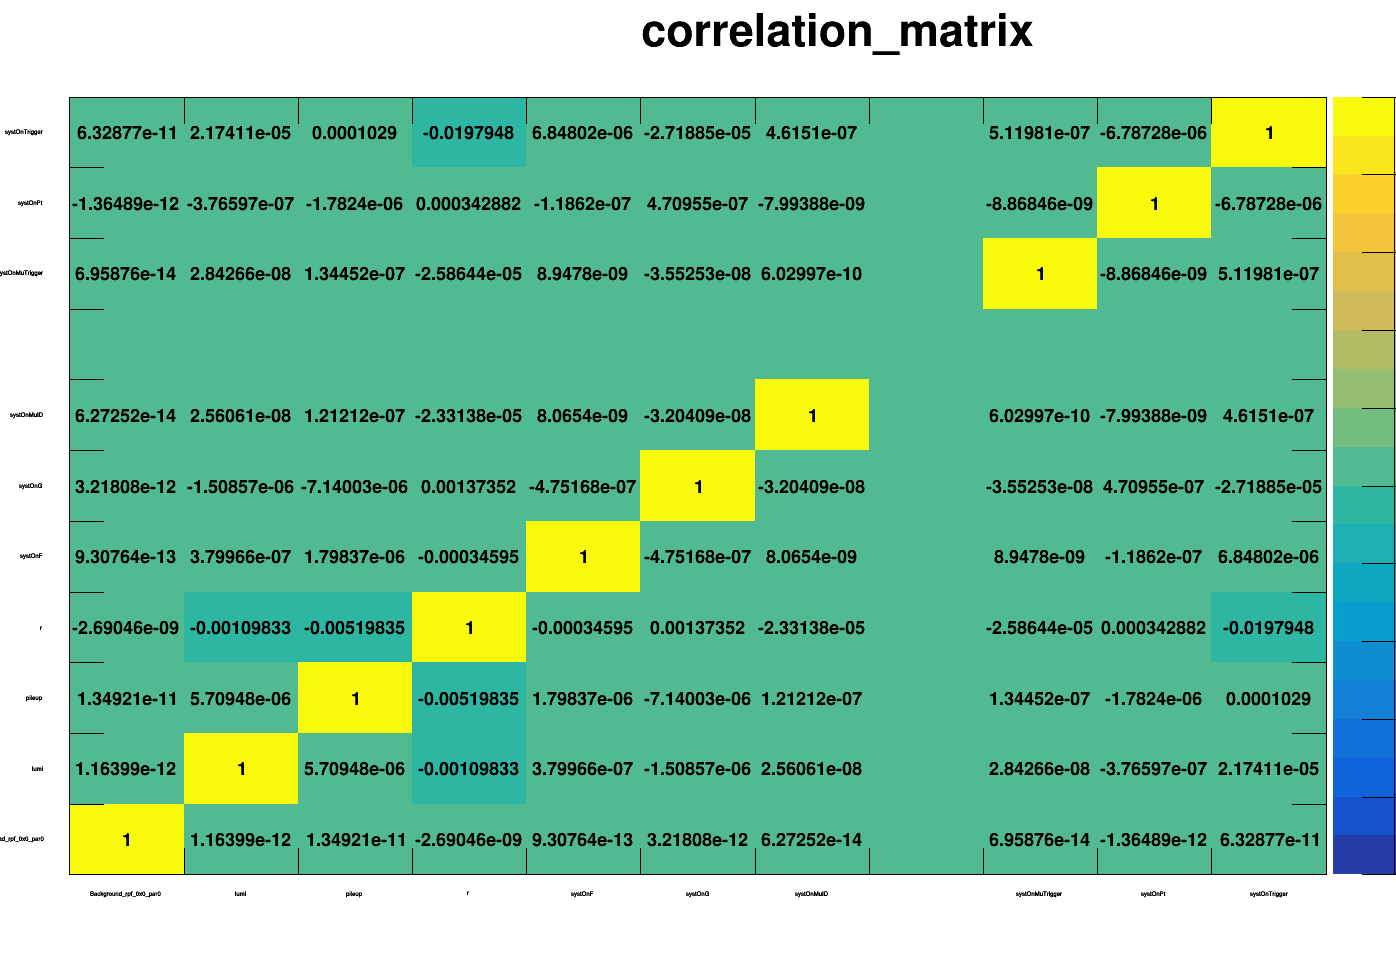 correlation_matrix
systOnTrigger 6.32877e-11 2.17411e-05 0.0001029 -0.0197948 6.84802e-06 -2.71885e-05 4.6151e-07 5.11981e-07 -6.78728e-06 1
systOnPt -1.36489e-12 -3.76597e-07 -1.7824e-06 0.000342882 -1.1862e-07 4.70955e-07 -7.99388e-09 -8.86846e-09 1 -6.78728e-06
ystOnMuTrigger 6.95876e-14 2.84266e-08 1.34452e-07 -2.58644e-05 8.9478e-09 -3.55253e-08 6.02997e-10 1 -8.86846e-09 5.11981e-07
systOnMuID 6.27252e-14 2.56061e-08 1.21212e-07 -2.33138e-05 8.0654e-09 -3.20409e-08 1 6.02997e-10 -7.99388e-09 4.6151e-07
systOnG 3.21808e-12 -1.50857e-06 -7.14003e-06 0.00137352 -4.75168e-07 1 -3.20409e-08 -3.55253e-08 4.70955e-07 -2.71885e-05
systOnF 9.30764e-13 3.79966e-07 1.79837e-06 -0.00034595 1 -4.75168e-07 8.0654e-09 8.9478e-09 -1.1862e-07 6.84802e-06
r -2.69046e-09 -0.00109833 -0.00519835 1 -0.00034595 0.00137352 -2.33138e-05 -2.58644e-05 0.000342882 -0.0197948
pileup 1.34921e-11 5.70948e-06 1 -0.00519835 1.79837e-06 -7.14003e-06 1.21212e-07 1.34452e-07 -1.7824e-06 0.0001029
lumi 1.16399e-12 1 5.70948e-06 -0.00109833 3.79966e-07 -1.50857e-06 2.56061e-08 2.84266e-08 -3.76597e-07 2.17411e-05
d_rpf_0x0_par0 1 1.16399e-12 1.34921e-11 -2.69046e-09 9.30764e-13 3.21808e-12 6.27252e-14 6.95876e-14 -1.36489e-12 6.32877e-11
Background_rpf_0x0_par0 lumi pileup r systOnF systOnG systOnMuID systOnMuTrigger systOnPt systOnTrigger